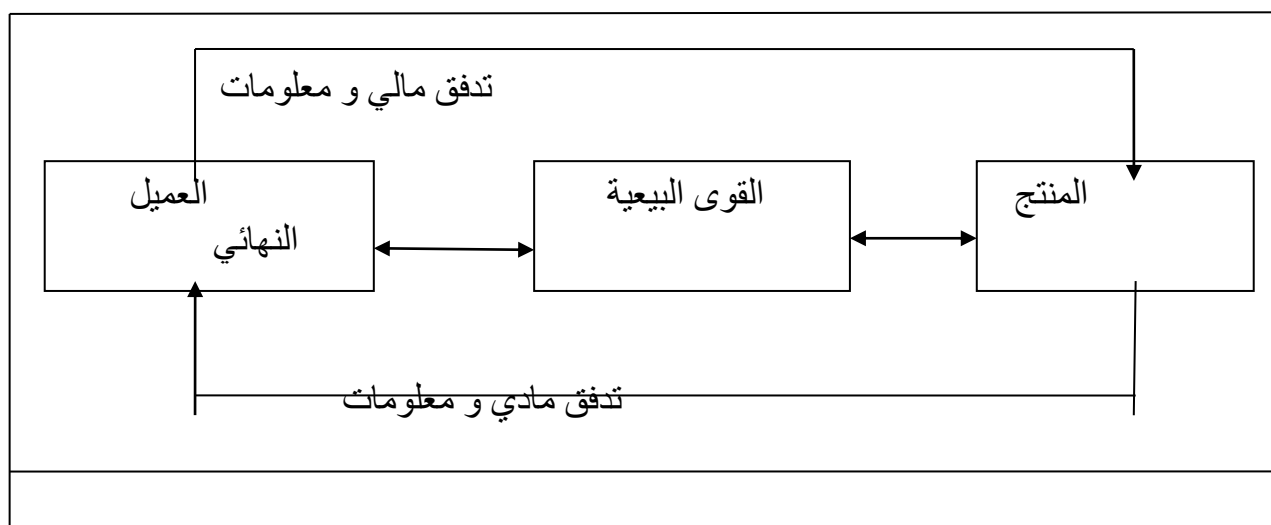 تدفق مالي و معلومات
المنتج
القوى البيعية
العميل
النهائي
تدفق مادي و معلومات